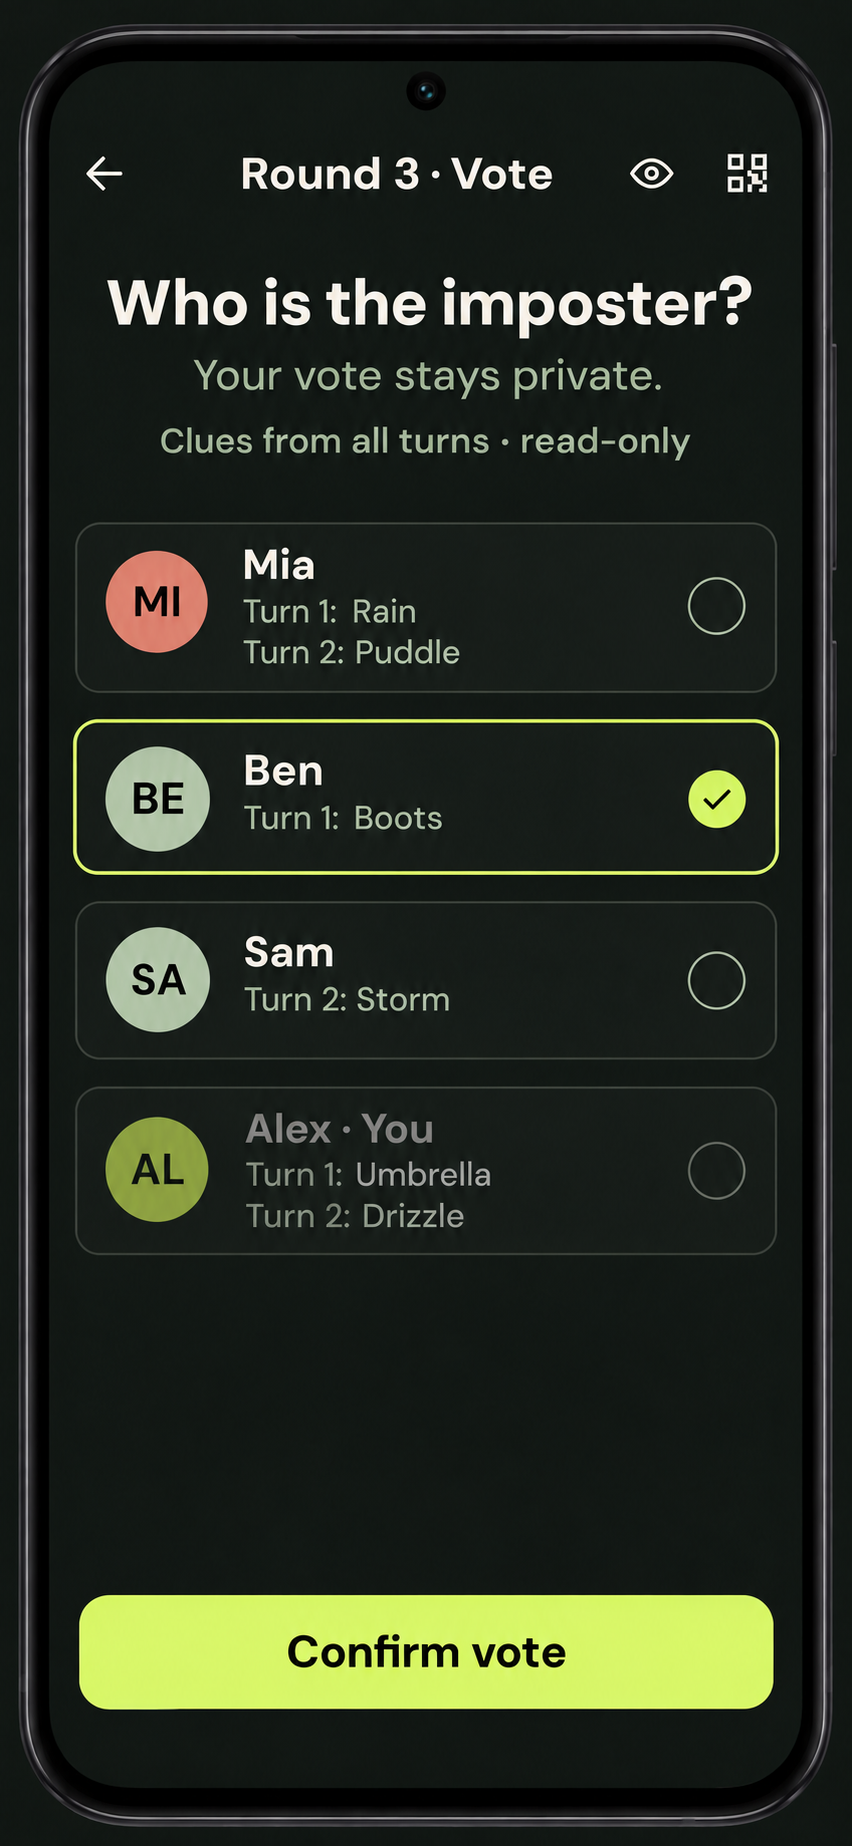 Round 3 · Vote
Who is the imposter?
Your vote stays private.
Clues from all turns · read-only
MI
Mia
Turn 1: Rain
Turn 2: Puddle
BE
Ben
Turn 1: Boots
SA
Sam
Turn 2: Storm
AL
Alex · You
Turn 1: Umbrella
Turn 2: Drizzle
Confirm vote